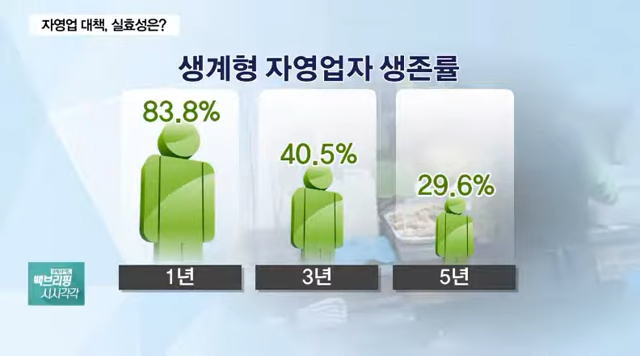 자영업 대책, 실효성은?
생계형 자영업자 생존률
83.8%
40.5%
29.6%
1년
3년
5년
백브리핑
시시각각